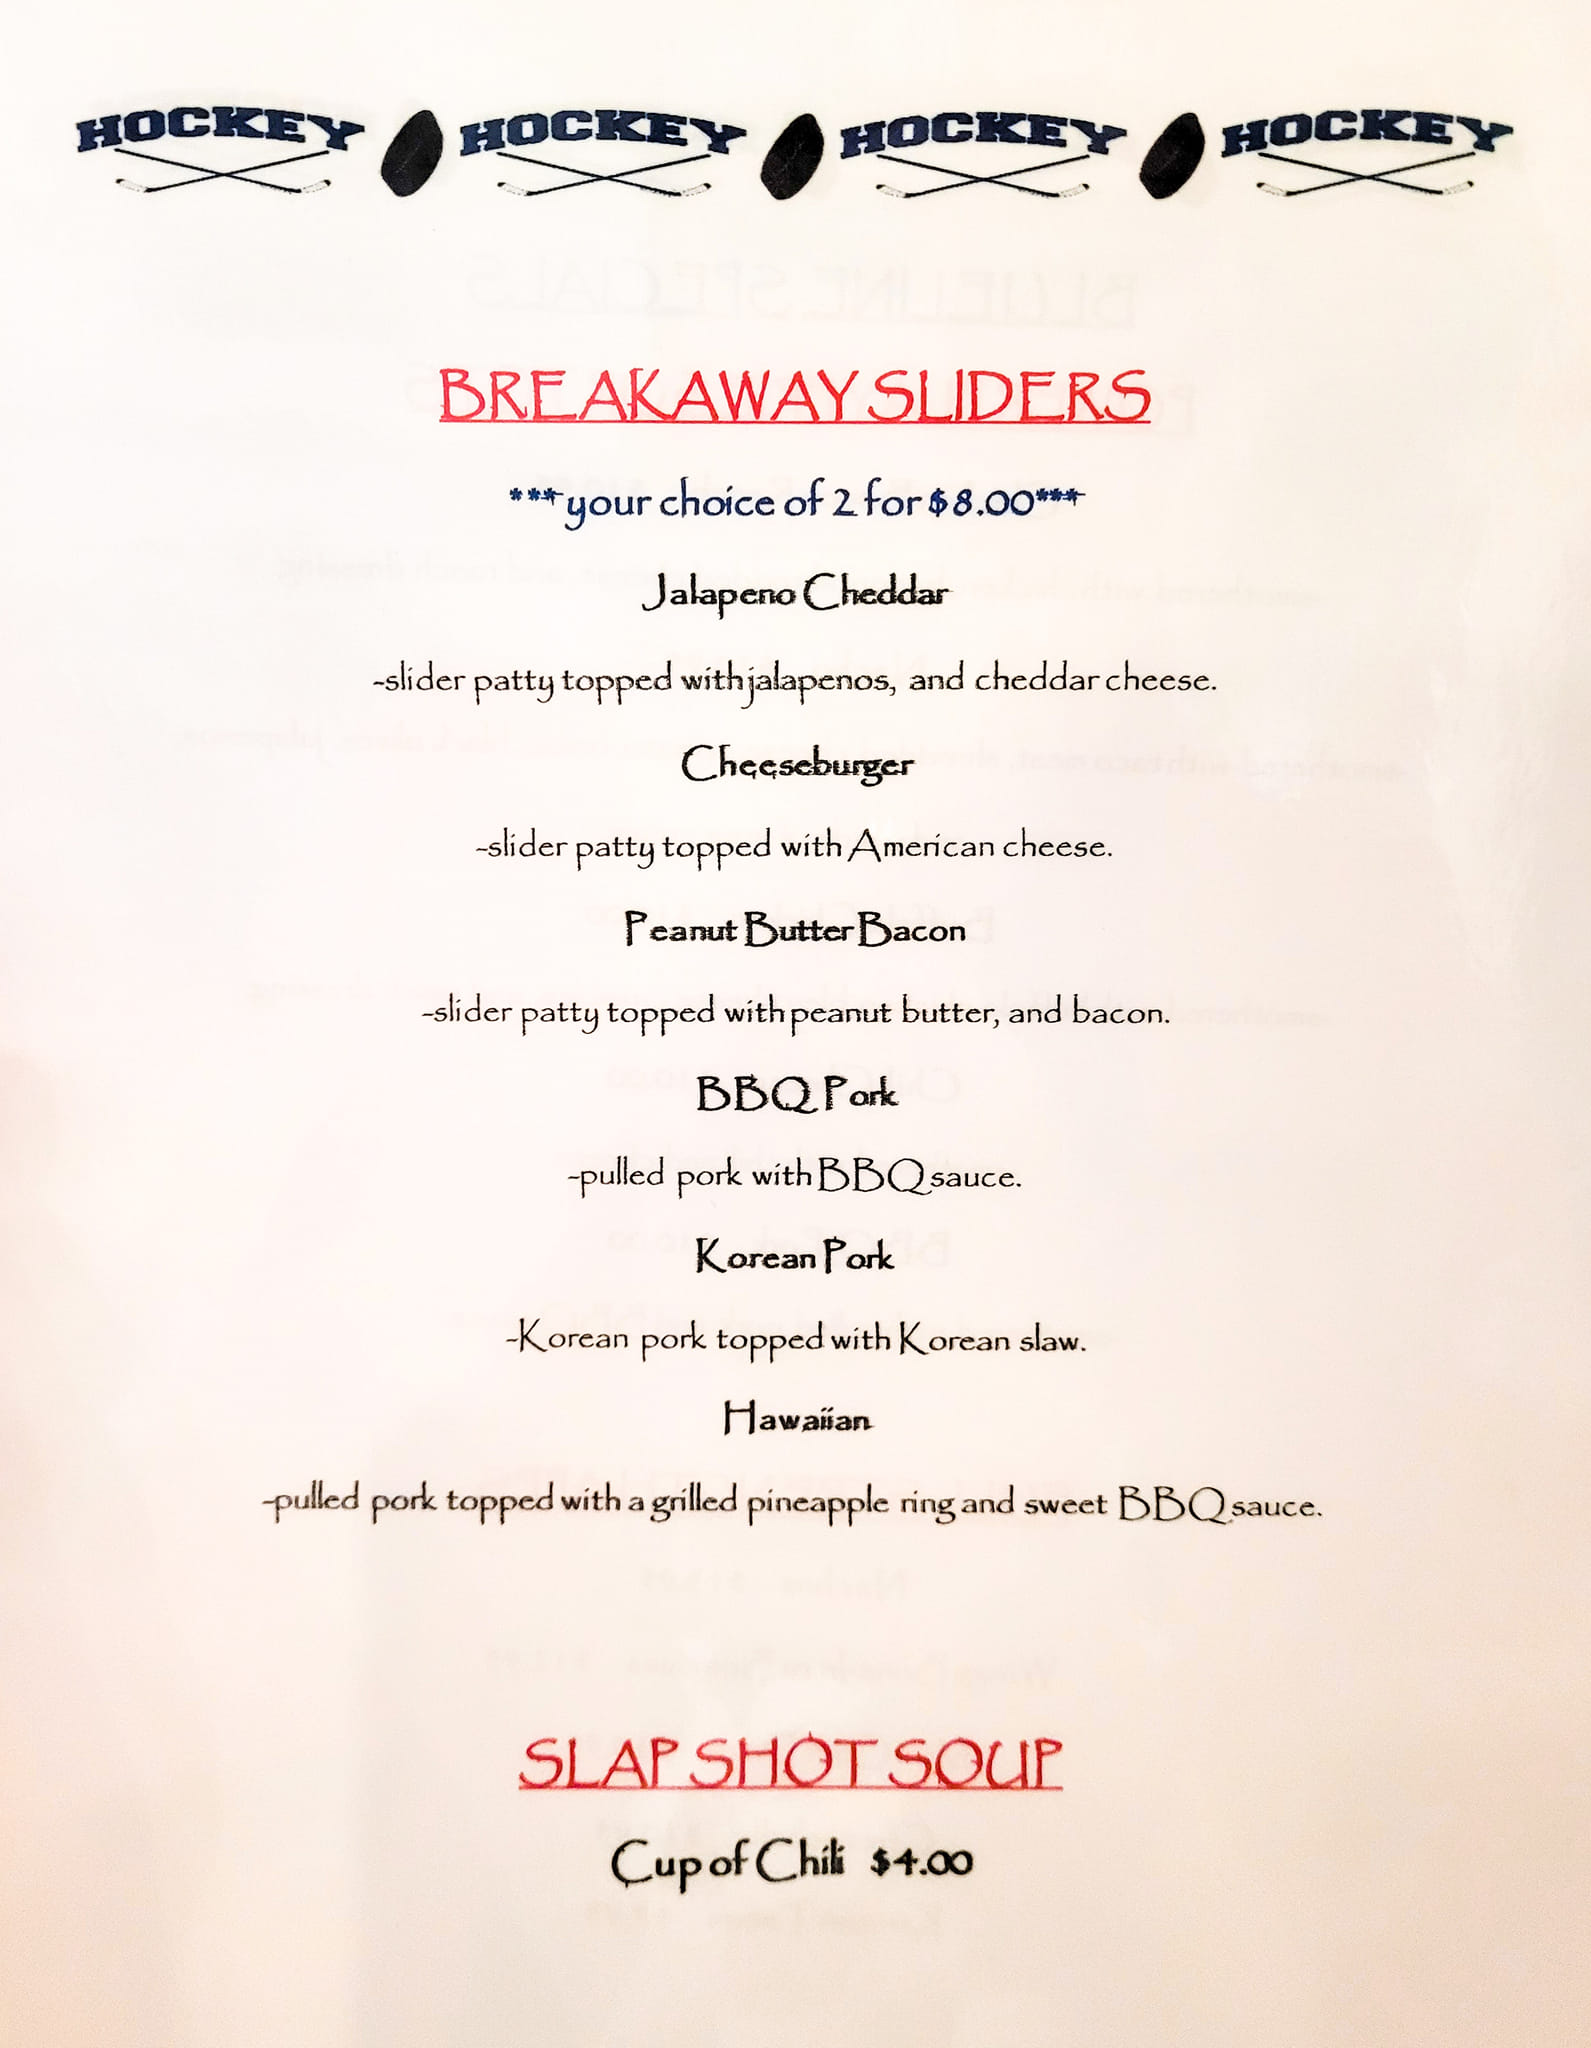 HOCKEY HOCKEY HOCKEY HOCKEY
BREAKAWAY SLIDERS
***your choice of 2 for $8.00***
Jalapeno Cheddar
-slider patty topped with jalapenos, and cheddar cheese.
Cheeseburger
-slider patty topped with American cheese.
Peanut Butter Bacon
-slider patty topped with peanut butter, and bacon.
BBQ Pork
-pulled pork with BBQ sauce.
Korean Pork
-Korean pork topped with Korean slaw.
Hawaiian
-pulled pork topped with a grilled pineapple ring and sweet BBQ sauce.
SLAP SHOT SOUP
Cup of Chili $4.00